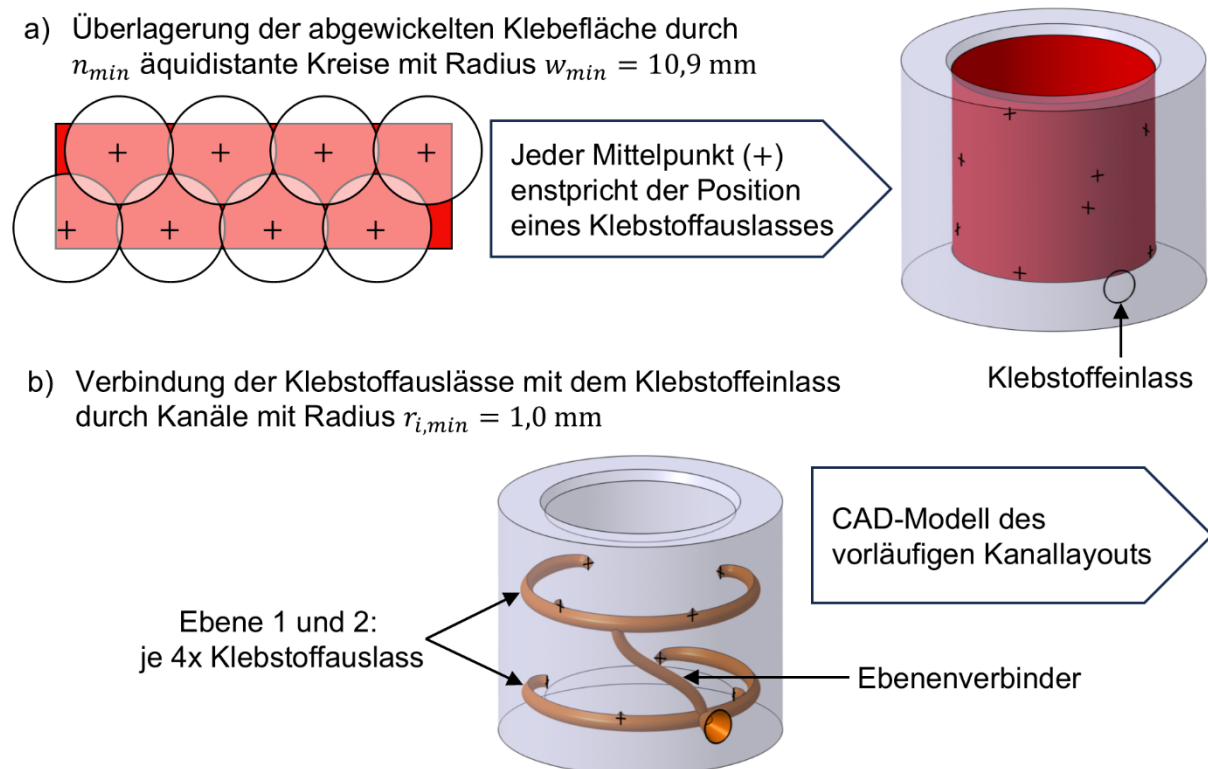 a) Überlagerung der abgewickelten Klebefläche durch
n_min äquidistante Kreise mit Radius w_min = 10,9 mm
Jeder Mittelpunkt (+)
enstpricht der Position
eines Klebstoffauslasses
Klebstoffeinlass
b) Verbindung der Klebstoffauslässe mit dem Klebstoffeinlass
durch Kanäle mit Radius r_i,min = 1,0 mm
CAD-Modell des
vorläufigen Kanallayouts
Ebene 1 und 2:
je 4x Klebstoffauslass
Ebenenverbinder